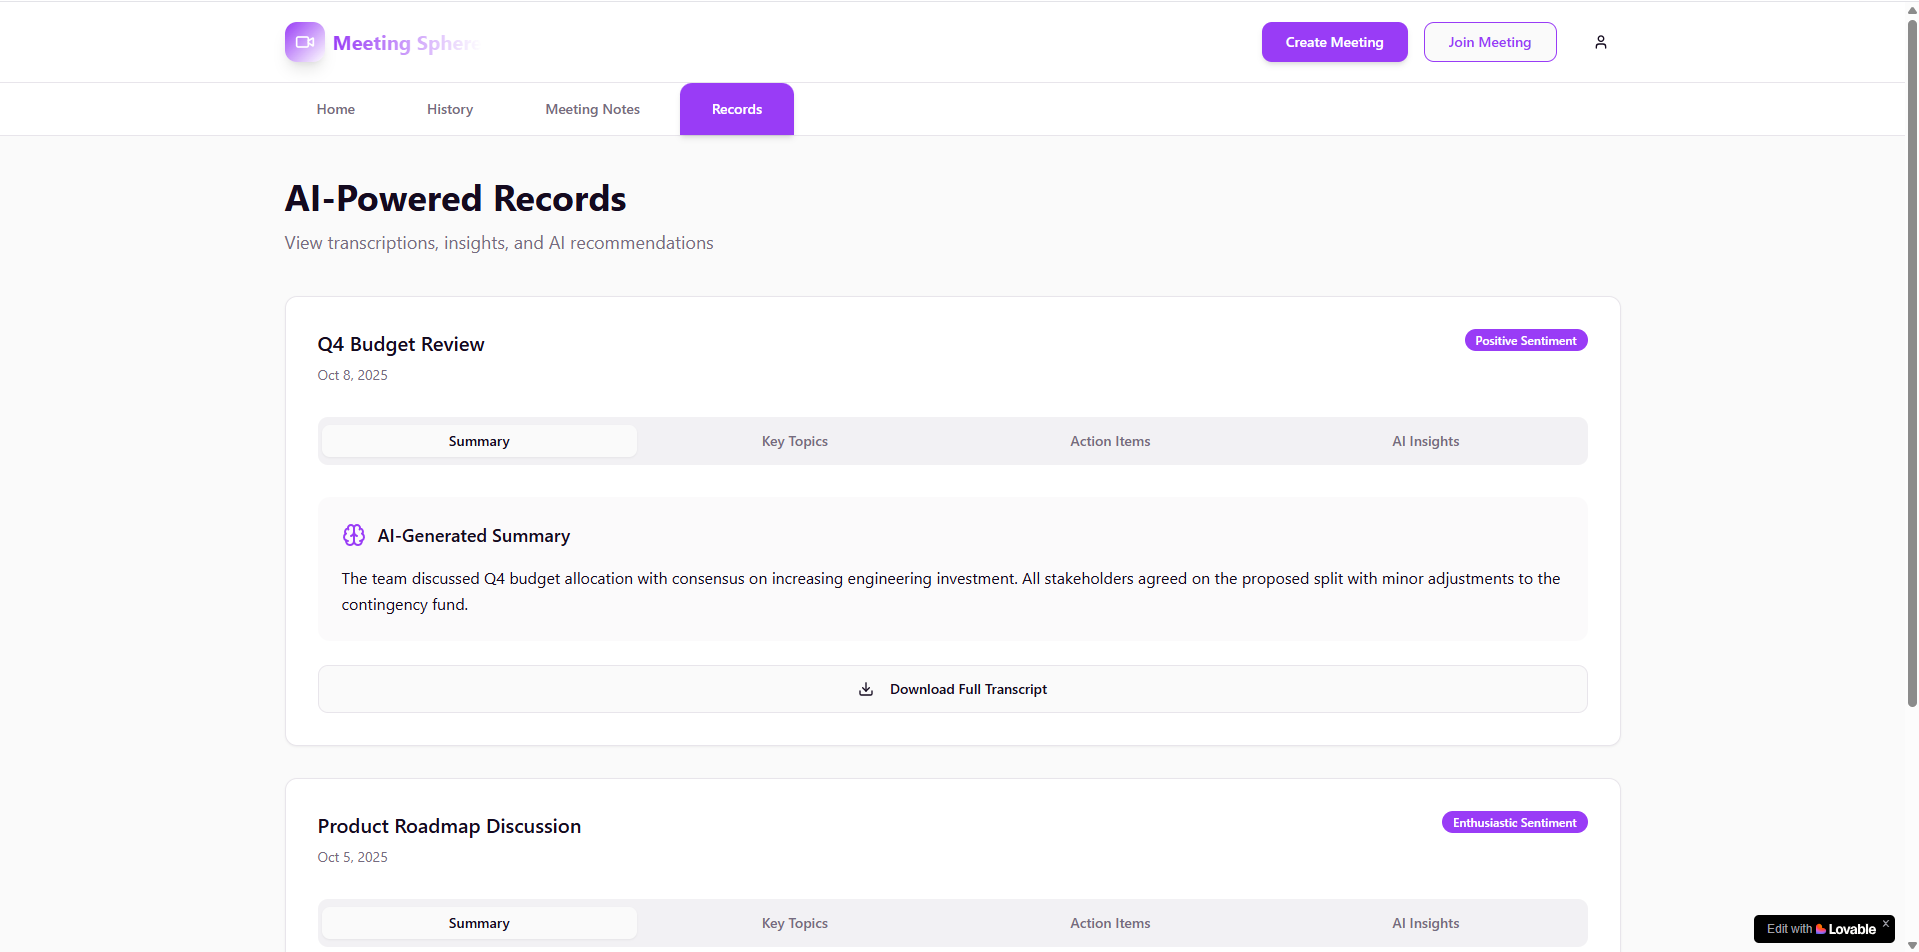 Meeting Sphere
Create Meeting
Join Meeting
Home
History
Meeting Notes
Records
AI-Powered Records
View transcriptions, insights, and AI recommendations
Q4 Budget Review
Positive Sentiment
Oct 8, 2025
Summary
Key Topics
Action Items
AI Insights
AI-Generated Summary
The team discussed Q4 budget allocation with consensus on increasing engineering investment. All stakeholders agreed on the proposed split with minor adjustments to the
contingency fund.
Download Full Transcript
Product Roadmap Discussion
Enthusiastic Sentiment
Oct 5, 2025
Summary
Key Topics
Action Items
AI Insights
Edit with Lovable